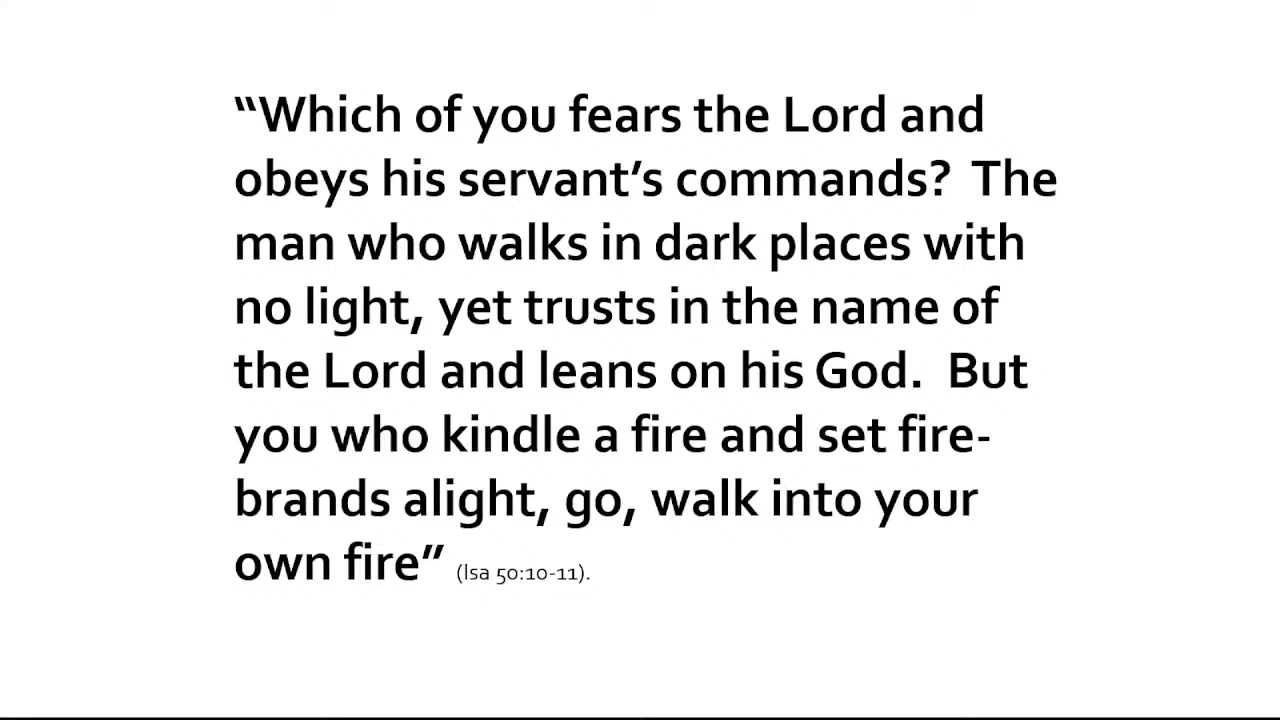 “Which of you fears the Lord and
obeys his servant’s commands?  The
man who walks in dark places with
no light, yet trusts in the name of
the Lord and leans on his God.  But
you who kindle a fire and set fire-
brands alight, go, walk into your
own fire” (Isa 50:10-11).